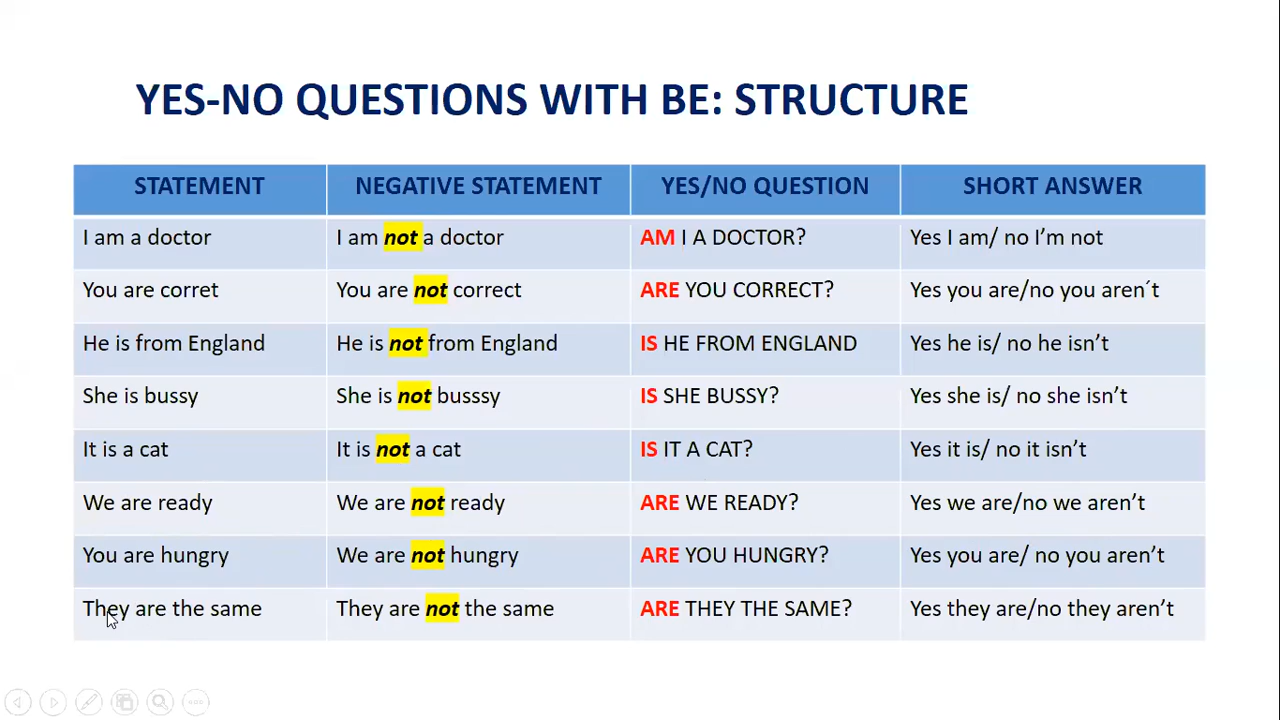 YES-NO QUESTIONS WITH BE: STRUCTURE
STATEMENT NEGATIVE STATEMENT YES/NO QUESTION SHORT ANSWER
I am a doctor I am not a doctor AM I A DOCTOR? Yes I am/ no I’m not
You are corret You are not correct ARE YOU CORRECT? Yes you are/no you aren´t
He is from England He is not from England IS HE FROM ENGLAND Yes he is/ no he isn’t
She is bussy She is not busssy IS SHE BUSSY? Yes she is/ no she isn’t
It is a cat It is not a cat IS IT A CAT? Yes it is/ no it isn’t
We are ready We are not ready ARE WE READY? Yes we are/no we aren’t
You are hungry We are not hungry ARE YOU HUNGRY? Yes you are/ no you aren’t
They are the same They are not the same ARE THEY THE SAME? Yes they are/no they aren’t